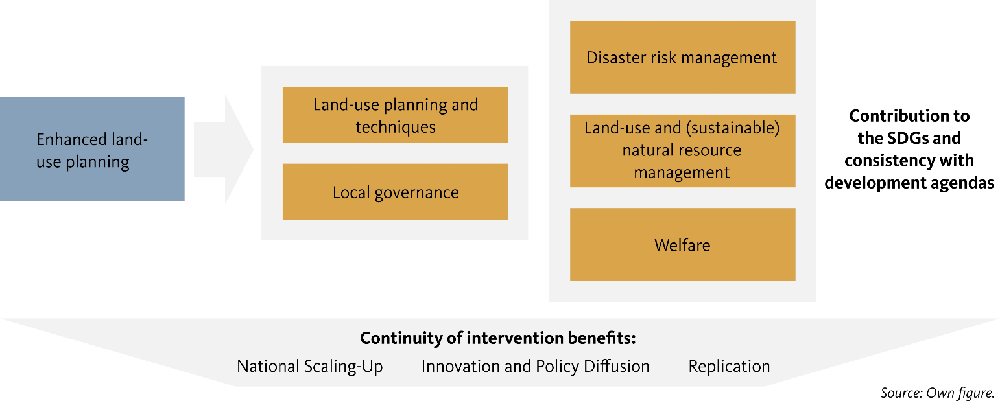 Enhanced land-
use planning
Land-use planning and
techniques
Local governance
Disaster risk management
Land-use and (sustainable)
natural resource
management
Welfare
Contribution to
the SDGs and
consistency with
development agendas
Continuity of intervention benefits:
National Scaling-Up Innovation and Policy Diffusion Replication
Source: Own figure.